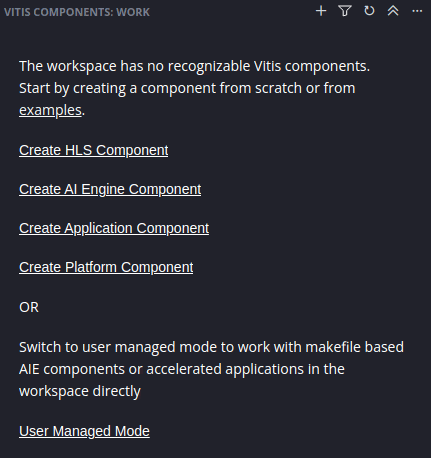 VITIS COMPONENTS: WORK
The workspace has no recognizable Vitis components.
Start by creating a component from scratch or from
examples.
Create HLS Component
Create AI Engine Component
Create Application Component
Create Platform Component
OR
Switch to user managed mode to work with makefile based
AIE components or accelerated applications in the
workspace directly
User Managed Mode